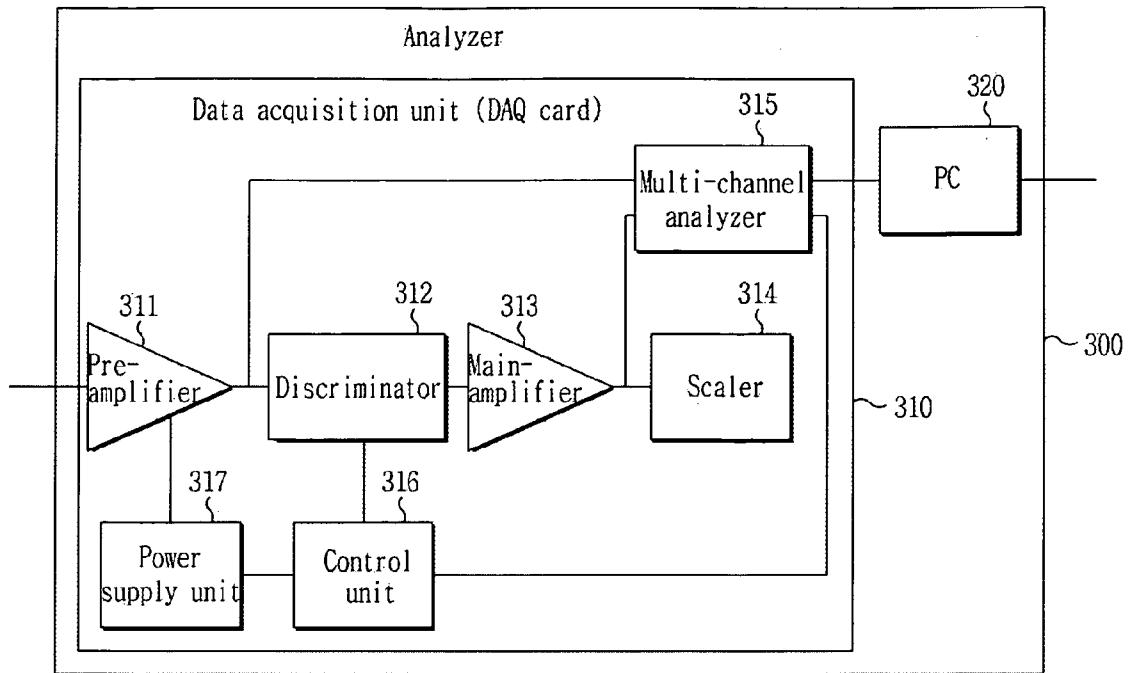 Analyzer
Data acquisition unit (DAQ card)
315
320
Multi-channel
analyzer
PC
311
312
313
314
Pre-
amplifier
Discriminator
Main-
amplifier
Scaler
300
310
317
316
Power
supply unit
Control
unit